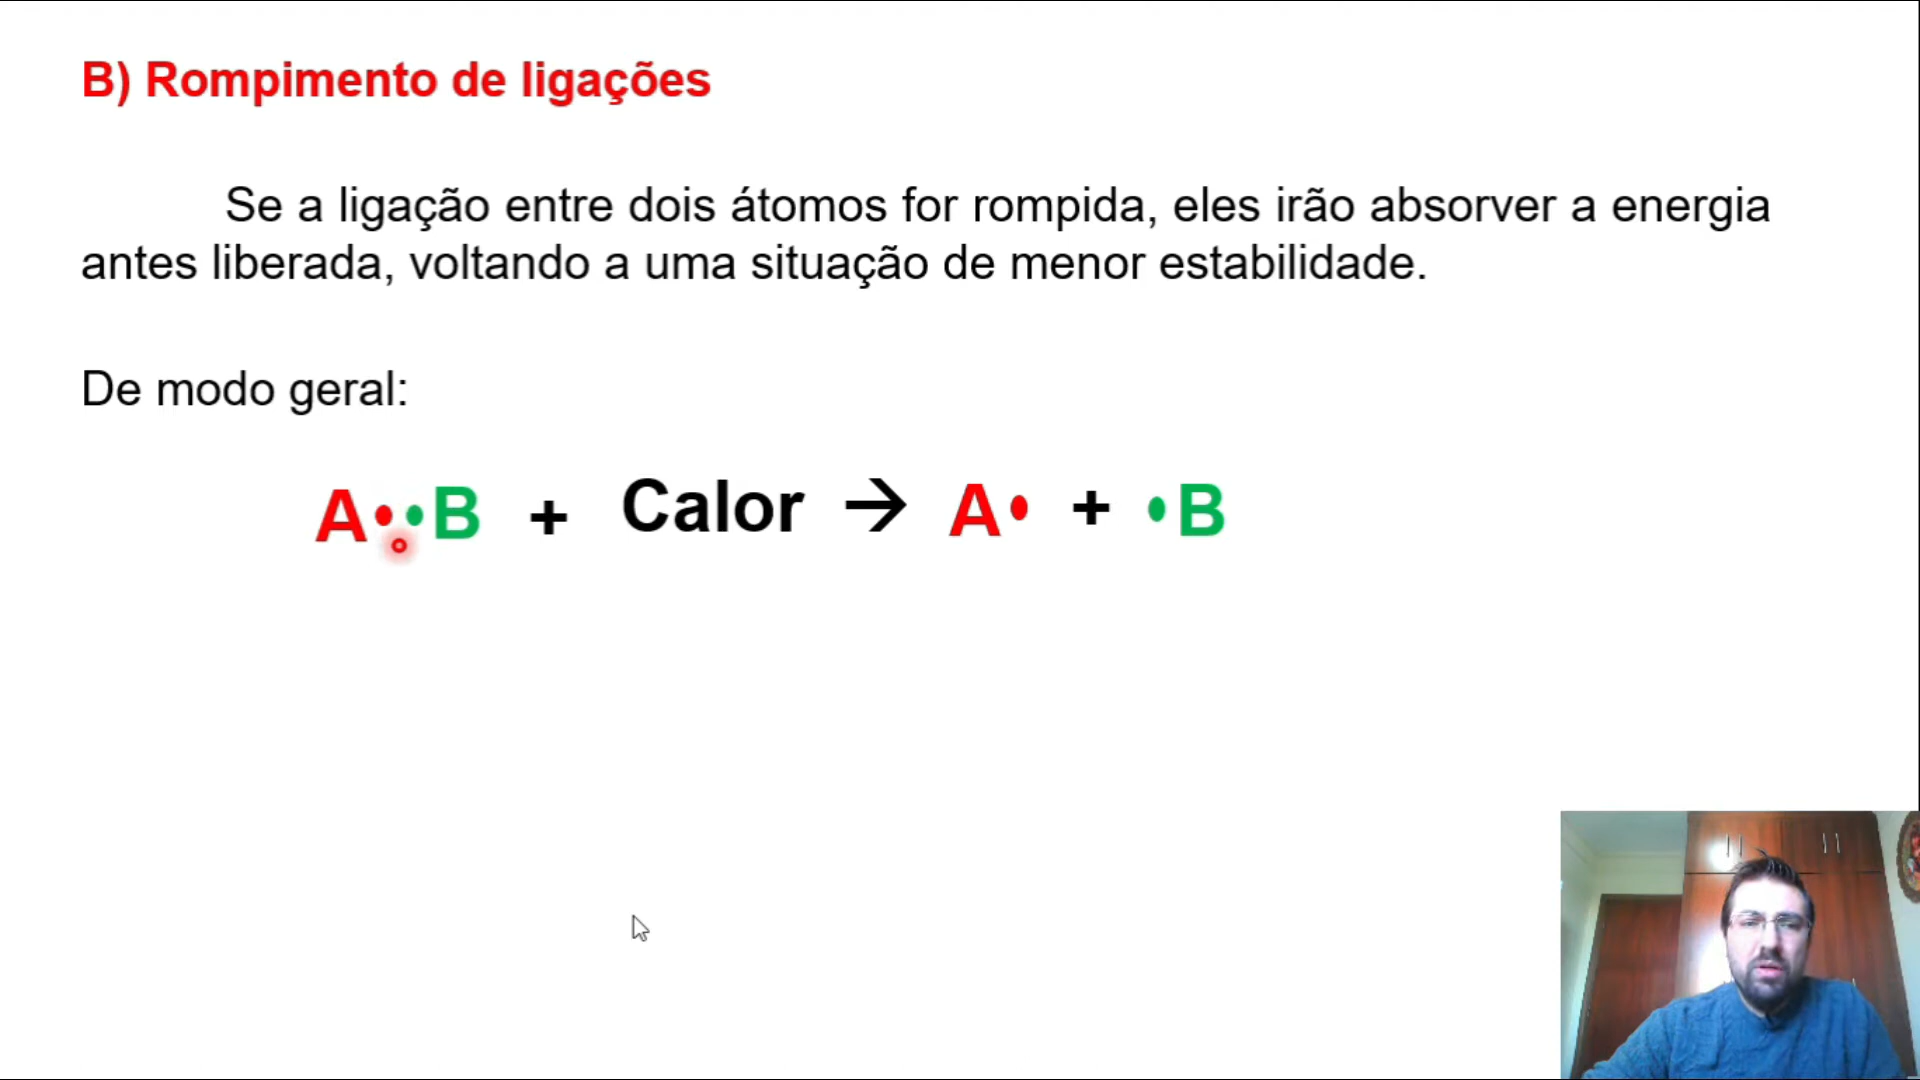 B) Rompimento de ligações
Se a ligação entre dois átomos for rompida, eles irão absorver a energia
antes liberada, voltando a uma situação de menor estabilidade.
De modo geral:
A••B + Calor → A• + •B